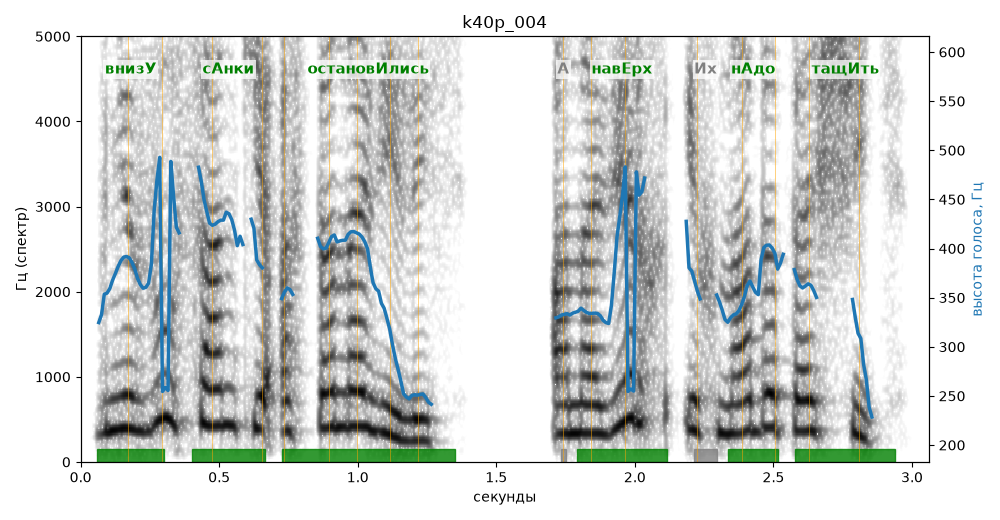 k40p_004
внизУ сАнки остановИлись А навЕрх Их нАдо тащИть
5000
4000
3000
2000
1000
0
Гц (спектр)
600
550
500
450
400
350
300
250
200
высота голоса, Гц
0.0 0.5 1.0 1.5 2.0 2.5 3.0
секунды